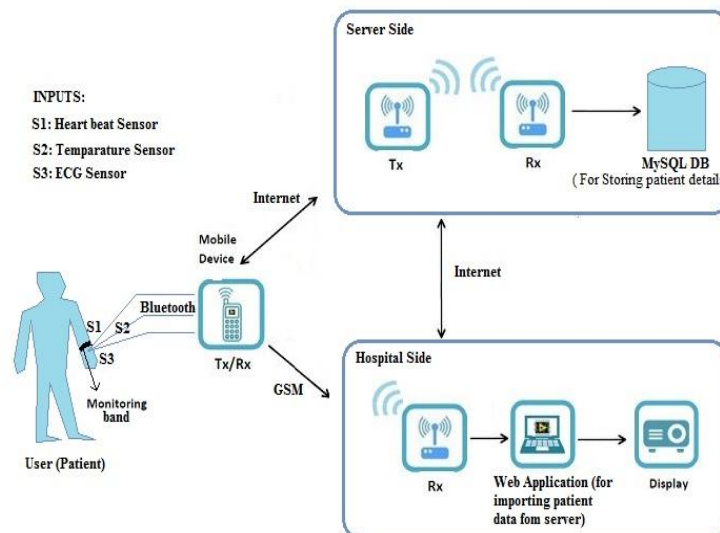 Server Side
INPUTS:
S1: Heart beat Sensor
S2: Temparature Sensor
S3: ECG Sensor
Tx
Rx
MySQL DB
( For Storing patient details
Internet
Mobile
Device
Internet
Bluetooth
S1
S2
S3
Tx/Rx
GSM
Monitoring
band
User (Patient)
Hospital Side
Rx
Web Application (for
importing patient
data fom server)
Display